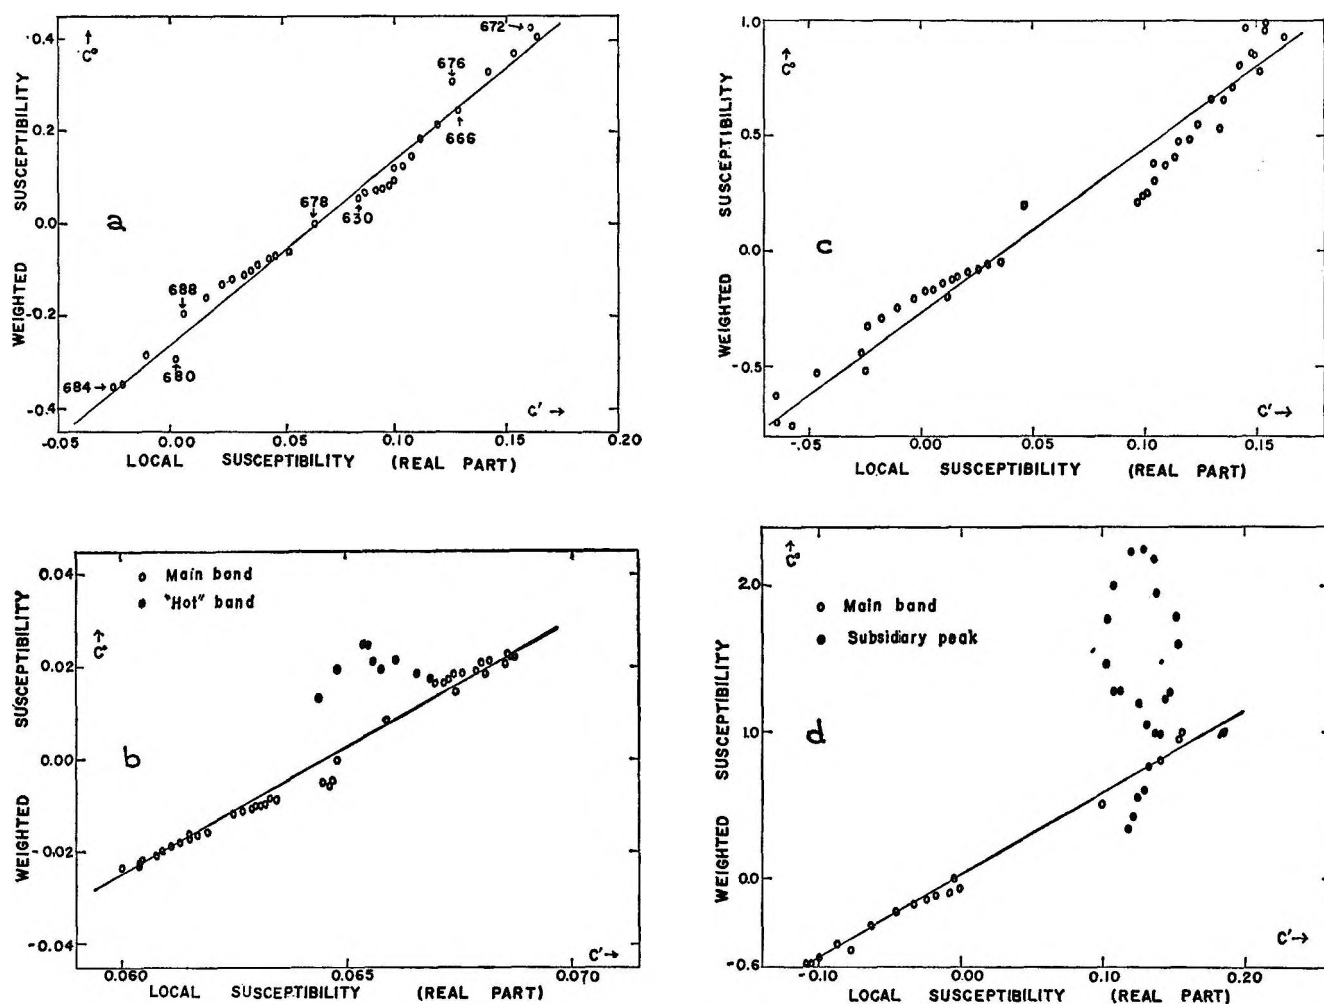 0.4
0.2
0.0
-0.2
-0.4
WEIGHTED SUSCEPTIBILITY
↑
C°
a
672→
676
↓
↑
666
678
↓
↑
630
688
↓
↑
680
684→
C' →
-0.05 0.00 0.05 0.10 0.15 0.20
LOCAL SUSCEPTIBILITY (REAL PART)
1.0
0.5
0.0
-0.5
WEIGHTED SUSCEPTIBILITY
↑
C°
c
C' →
-.05 0.00 0.05 0.10 0.15
LOCAL SUSCEPTIBILITY (REAL PART)
0.04
0.02
0.00
-0.02
-0.04
WEIGHTED SUSCEPTIBILITY
Main band
"Hot" band
↑
C°
b
C' →
0.060 0.065 0.070
LOCAL SUSCEPTIBILITY (REAL PART)
2.0
1.0
0.0
-0.6
WEIGHTED SUSCEPTIBILITY
↑
C°
Main band
Subsidiary peak
d
C' →
-0.10 0.00 0.10 0.20
LOCAL SUSCEPTIBILITY (REAL PART)